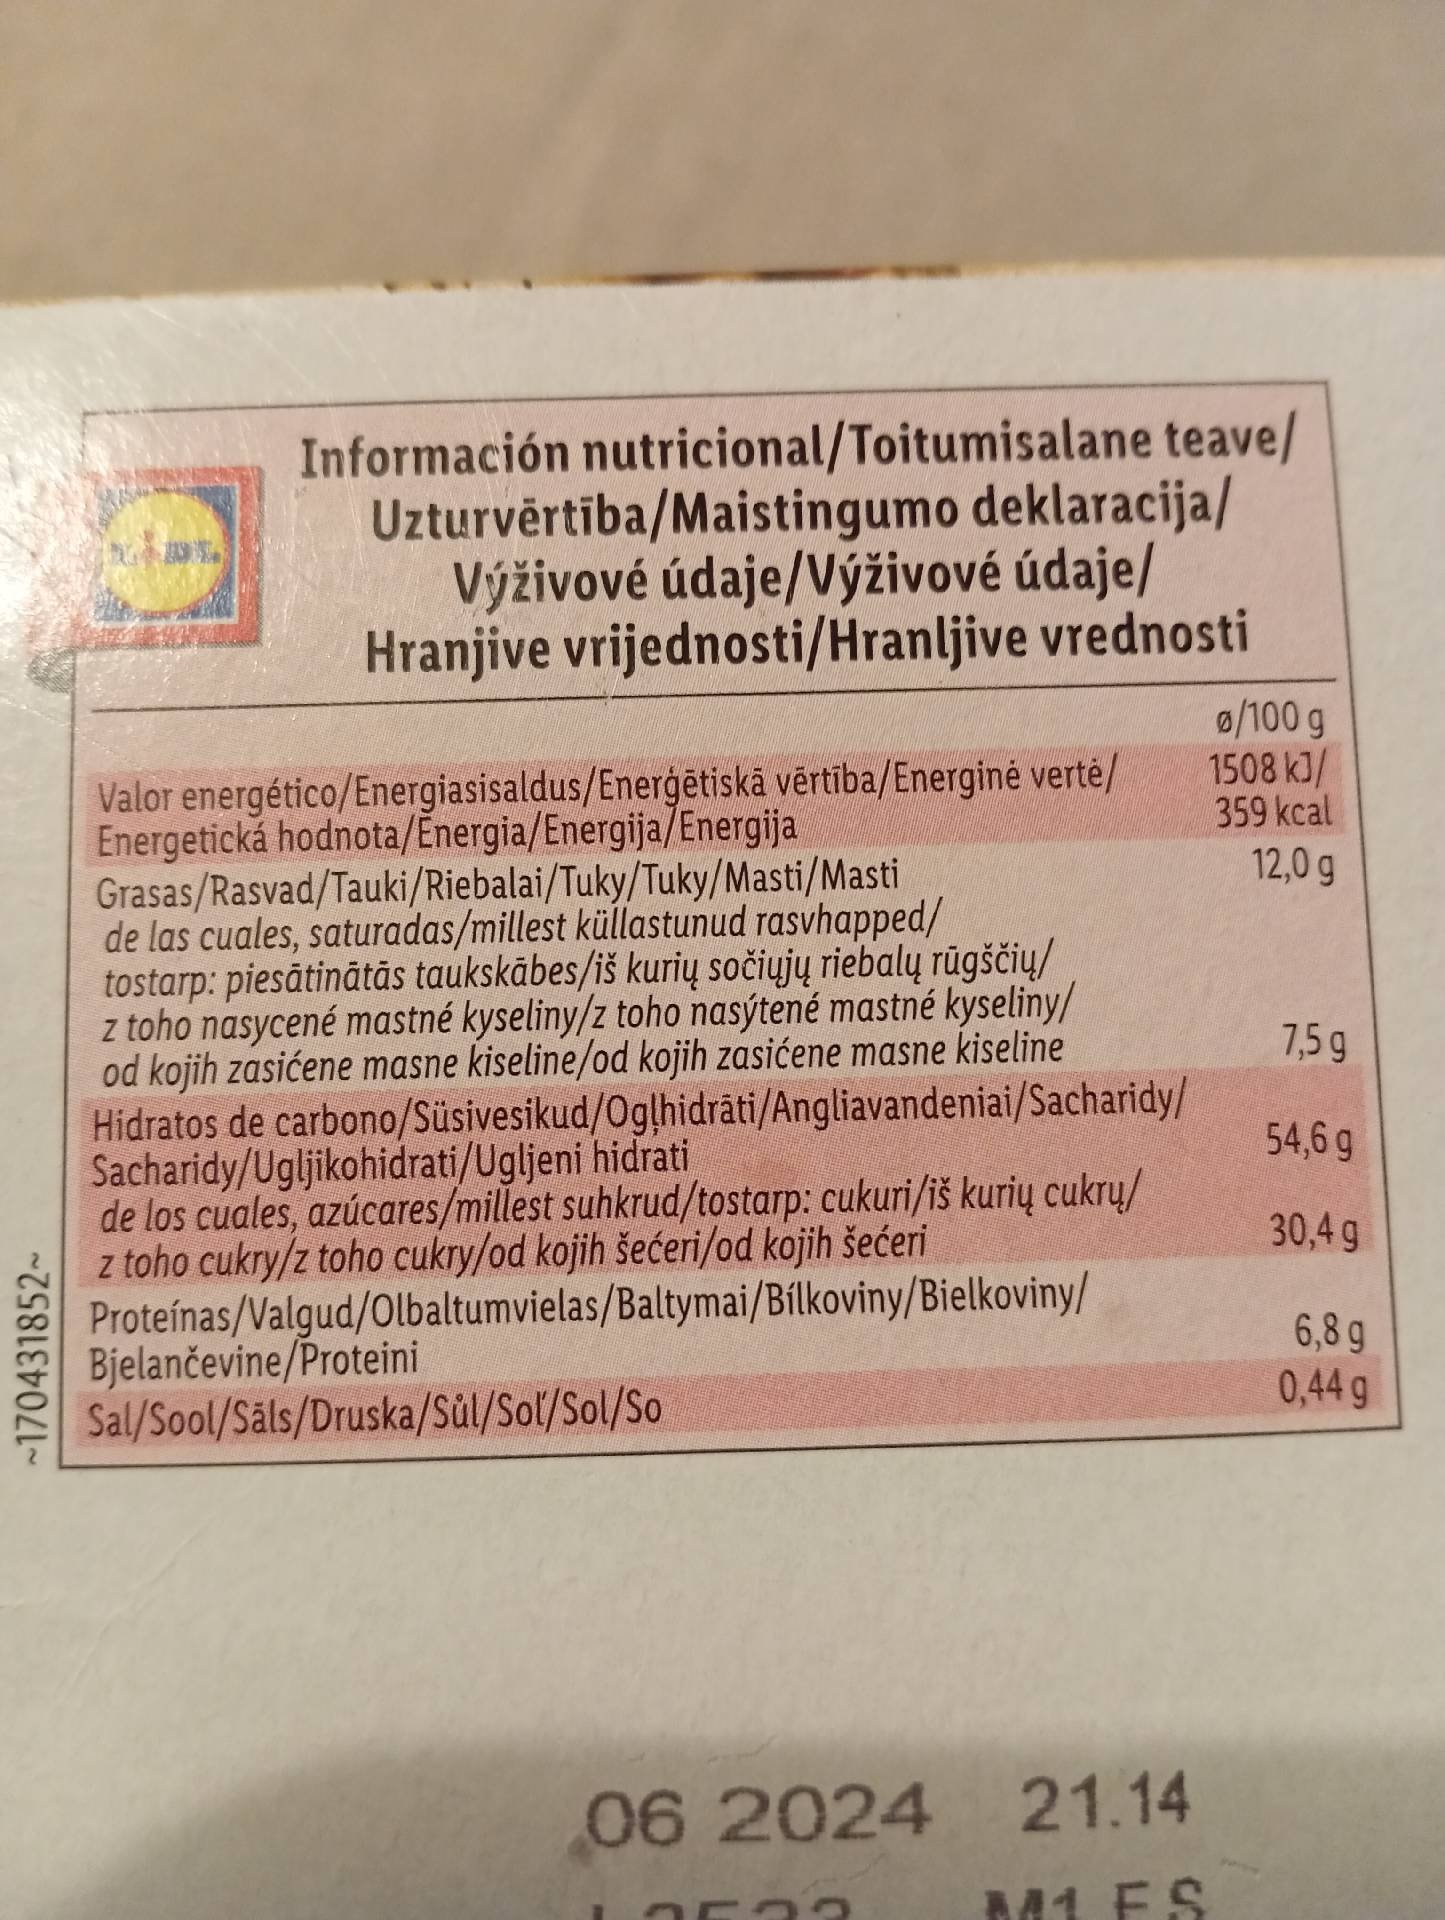 LIDL
Información nutricional/Toitumisalane teave/
Uzturvērtība/Maistingumo deklaracija/
Výživové údaje/Výživové údaje/
Hranjive vrijednosti/Hranljive vrednosti
ø/100 g
Valor energético/Energiasisaldus/Enerģētiskā vērtība/Energinė vertė/ 1508 kJ/
Energetická hodnota/Energia/Energija/Energija 359 kcal
Grasas/Rasvad/Tauki/Riebalai/Tuky/Tuky/Masti/Masti 12,0 g
de las cuales, saturadas/millest küllastunud rasvhapped/
tostarp: piesātinātās taukskābes/iš kurių sočiųjų riebalų rūgščių/
z toho nasycené mastné kyseliny/z toho nasýtené mastné kyseliny/
od kojih zasićene masne kiseline/od kojih zasićene masne kiseline 7,5 g
Hidratos de carbono/Süsivesikud/Ogļhidrāti/Angliavandeniai/Sacharidy/
Sacharidy/Ugljikohidrati/Ugljeni hidrati 54,6 g
de los cuales, azúcares/millest suhkrud/tostarp: cukuri/iš kurių cukrų/
z toho cukry/z toho cukry/od kojih šećeri/od kojih šećeri 30,4 g
Proteínas/Valgud/Olbaltumvielas/Baltymai/Bílkoviny/Bielkoviny/
Bjelančevine/Proteini 6,8 g
Sal/Sool/Sāls/Druska/Sůl/Soľ/Sol/So 0,44 g
~170431852~
06 2024 21.14
M1 ES